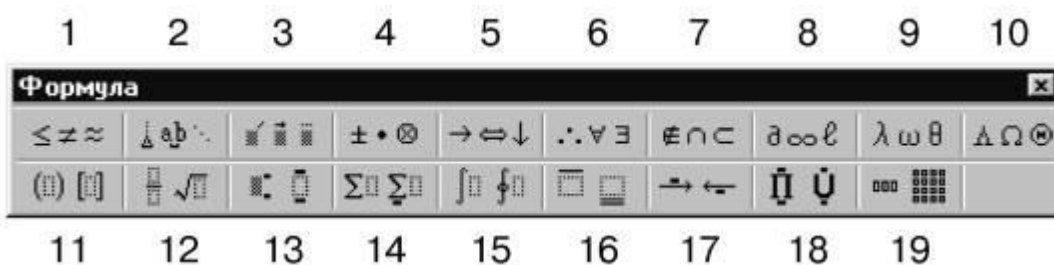 1 2 3 4 5 6 7 8 9 10
Формула
≤ ≠ ≈ ab ± • ⊗ → ⇔ ↓ ∴ ∀ ∃ ∉ ∩ ⊂ ∂ ∞ ℓ λ ω θ Λ Ω Θ
( ) [ ] √ Σ Σ ∫ ∮ → ← Π Ụ̇
11 12 13 14 15 16 17 18 19